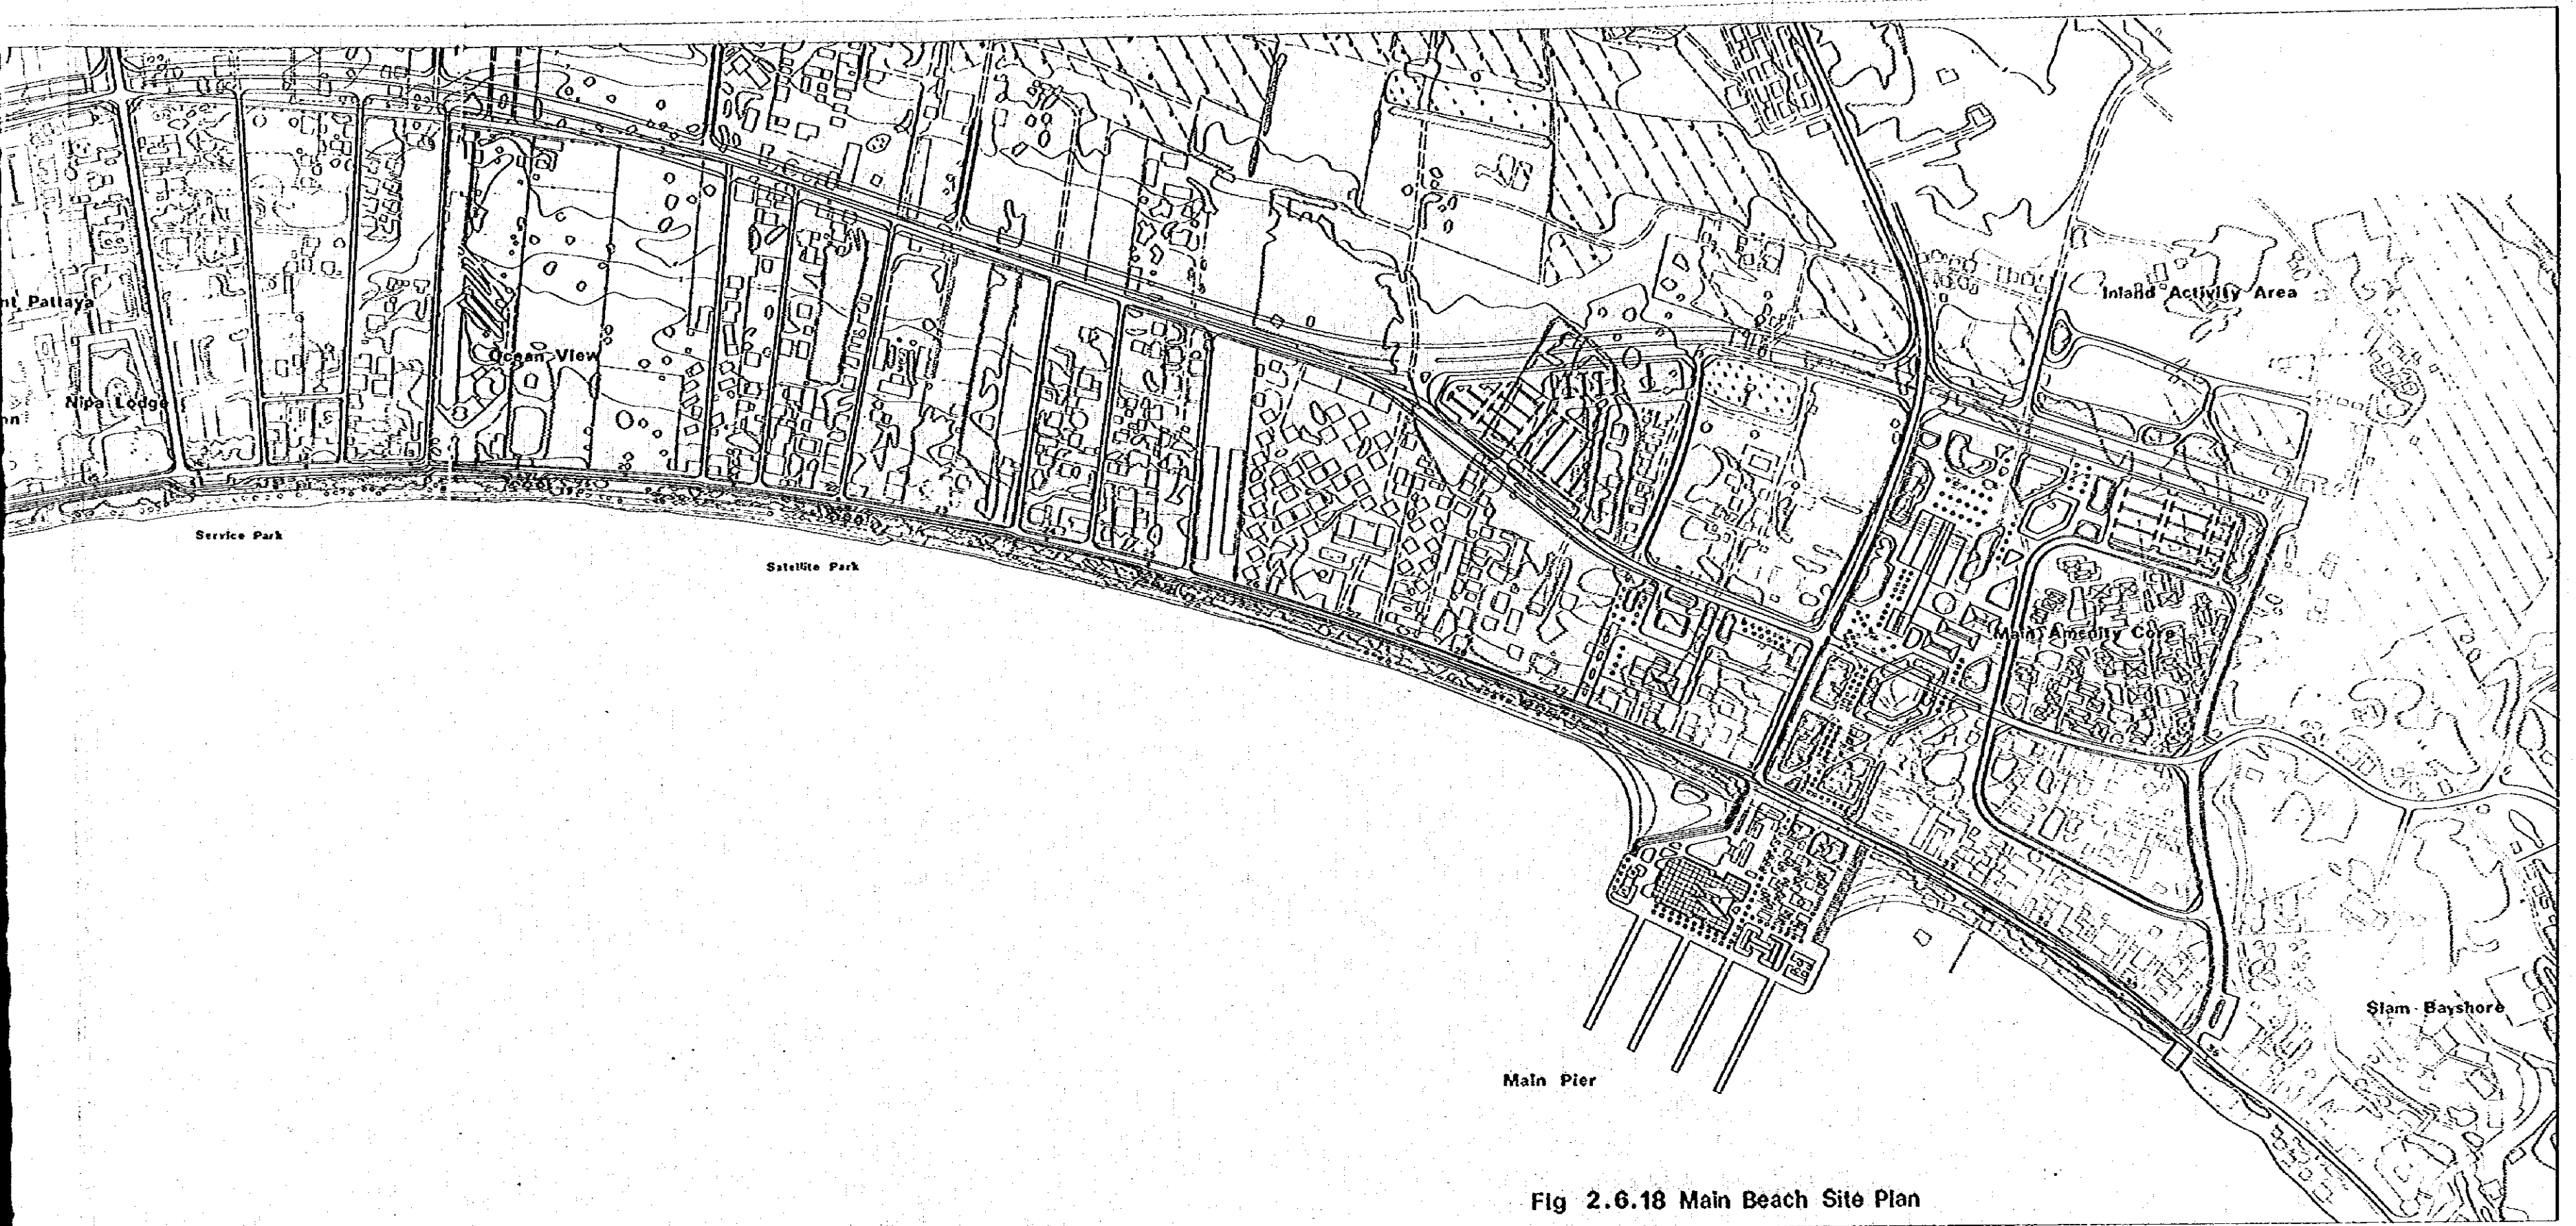 Inland Activity Area
nt Pattaya
Ocean View
Nipa Lodge
on
Service Park
Satellite Park
Main Amenity Core
Siam Bayshore
Main Pier
Fig 2.6.18 Main Beach Site Plan